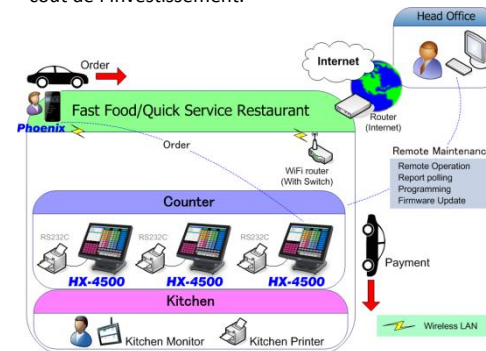 coût de l'investissement.
Head Office
Order
Internet
Fast Food/Quick Service Restaurant
Router
(Internet)
Phoenix
Order
WiFi router
(With Switch)
Remote Maintenanc
Remote Operation
Report polling
Programming
Firmware Update
Counter
RS232C
RS232C
RS232C
HX-4500
HX-4500
HX-4500
Payment
Kitchen
Kitchen Monitor
Kitchen Printer
Wireless LAN